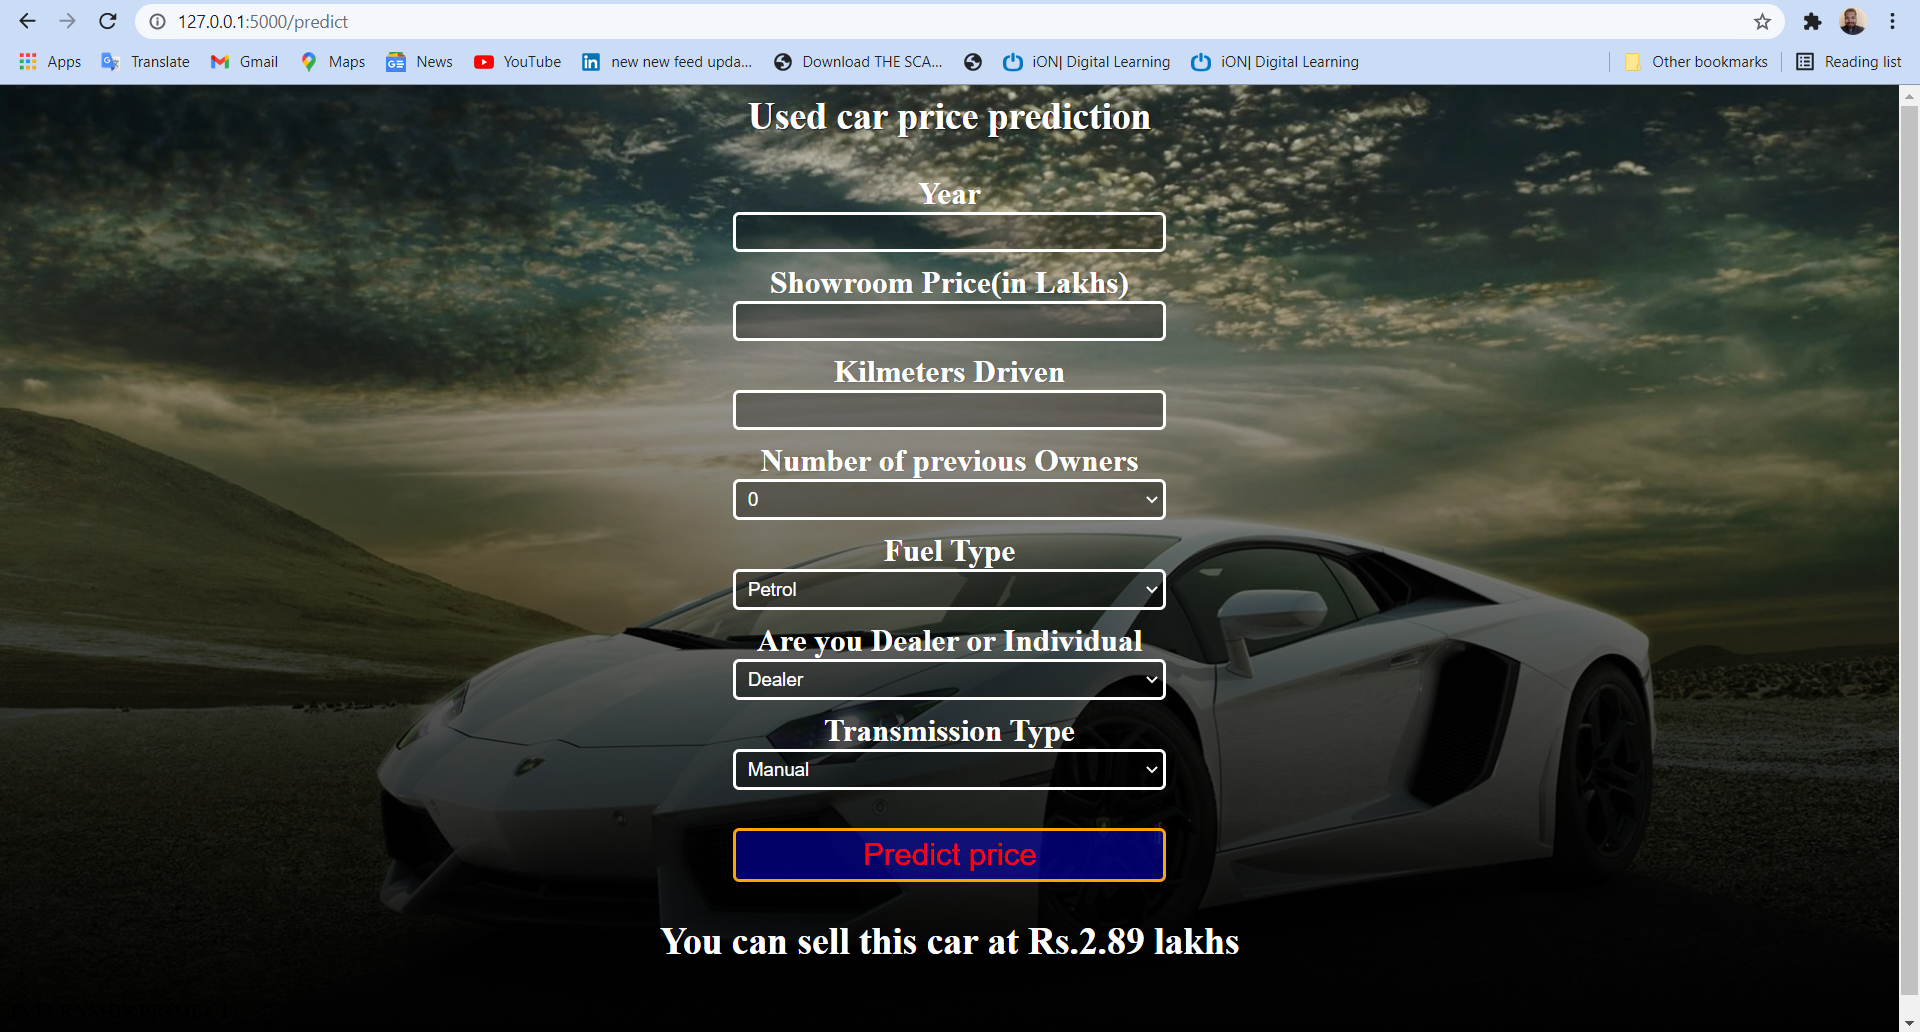 127.0.0.1:5000/predict
Apps Translate Gmail Maps News YouTube new new feed upda... Download THE SCA... iON| Digital Learning iON| Digital Learning Other bookmarks Reading list
Used car price prediction
Year
Showroom Price(in Lakhs)
Kilmeters Driven
Number of previous Owners
0
Fuel Type
Petrol
Are you Dealer or Individual
Dealer
Transmission Type
Manual
Predict price
You can sell this car at Rs.2.89 lakhs